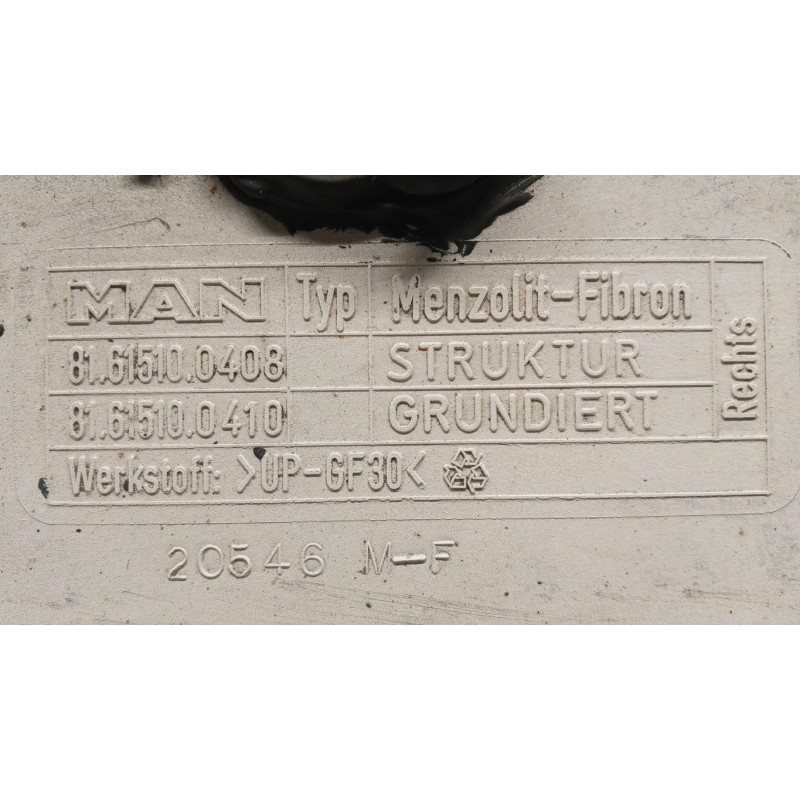 MAN Typ Menzolit-Fibron
81.61510.0408 STRUKTUR
81.61510.0410 GRUNDIERT
Rechts
Werkstoff: >UP-GF30<
20546 M-F